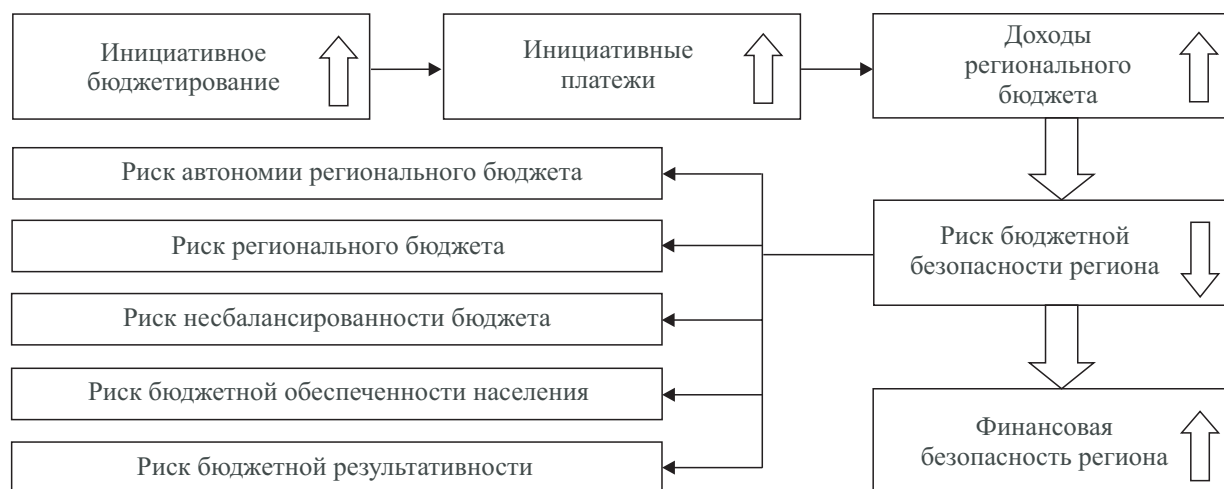 Инициативное
бюджетирование
Инициативные
платежи
Доходы
регионального
бюджета
Риск автономии регионального бюджета
Риск регионального бюджета
Риск несбалансированности бюджета
Риск бюджетной обеспеченности населения
Риск бюджетной результативности
Риск бюджетной
безопасности региона
Финансовая
безопасность региона